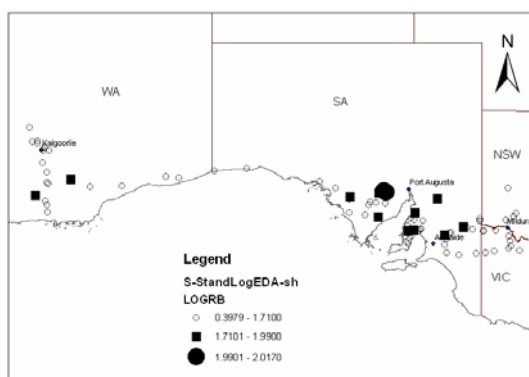 WA
SA
NSW
VIC
Kalgoorlie
Port Augusta
Mildura
Legend
S-StandLogEDA-sh
LOGRB
0.3979 - 1.7100
1.7101 - 1.9900
1.9901 - 2.0170
N